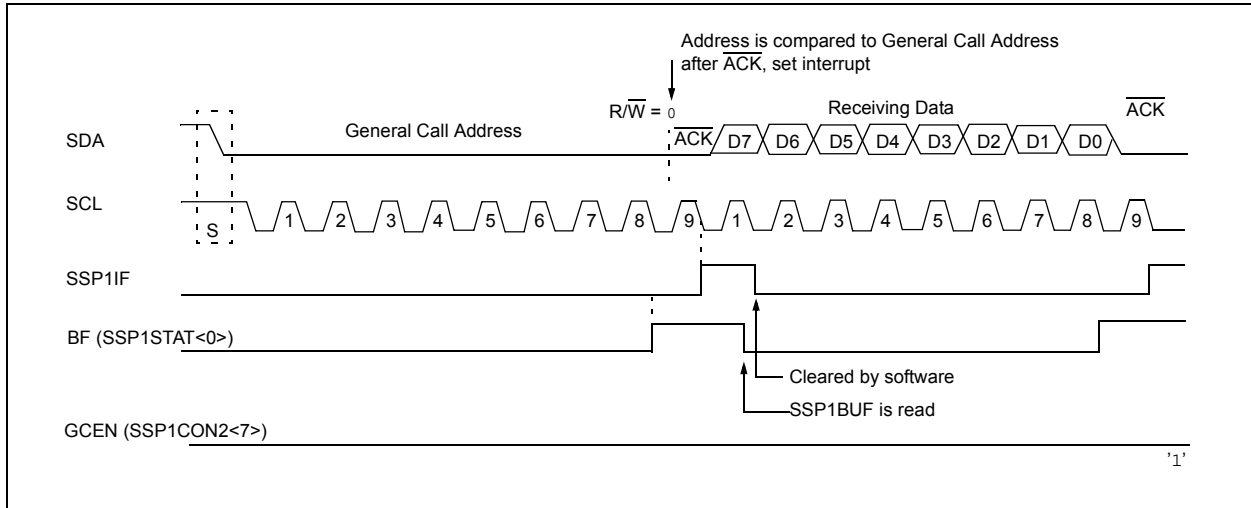 Address is compared to General Call Address
after ACK, set interrupt
R/W = 0
Receiving Data
ACK
General Call Address
SDA
ACK D7 D6 D5 D4 D3 D2 D1 D0
SCL
S
1 2 3 4 5 6 7 8 9 1 2 3 4 5 6 7 8 9
SSP1IF
BF (SSP1STAT<0>)
Cleared by software
SSP1BUF is read
GCEN (SSP1CON2<7>)
'1'